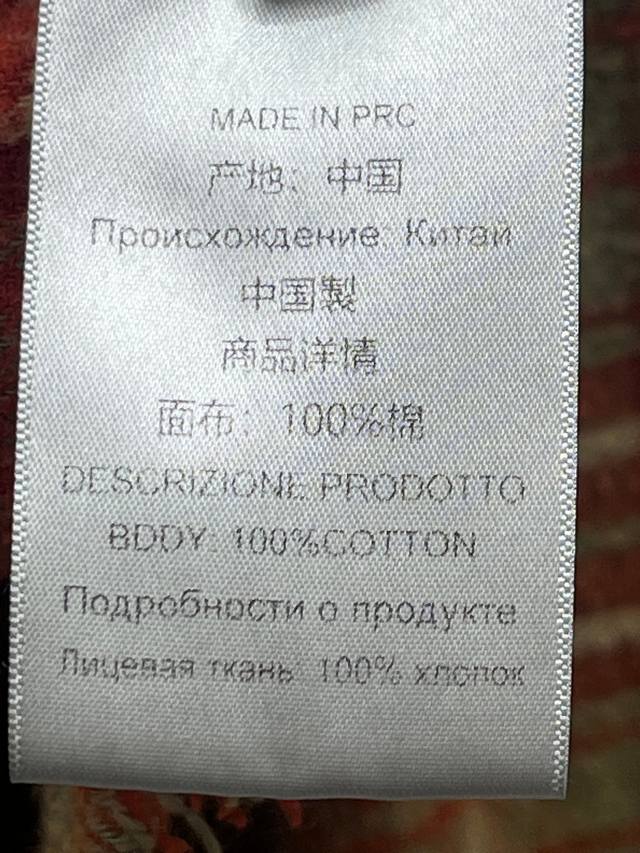 MADE IN PRC
产地：中国
Происхождение: Китай
中国製
商品详情
面布：100%棉
DESCRIZIONE PRODOTTO
BDDY: 100%COTTON
Подробности о продукте
Лицевая ткань: 100% хлопок